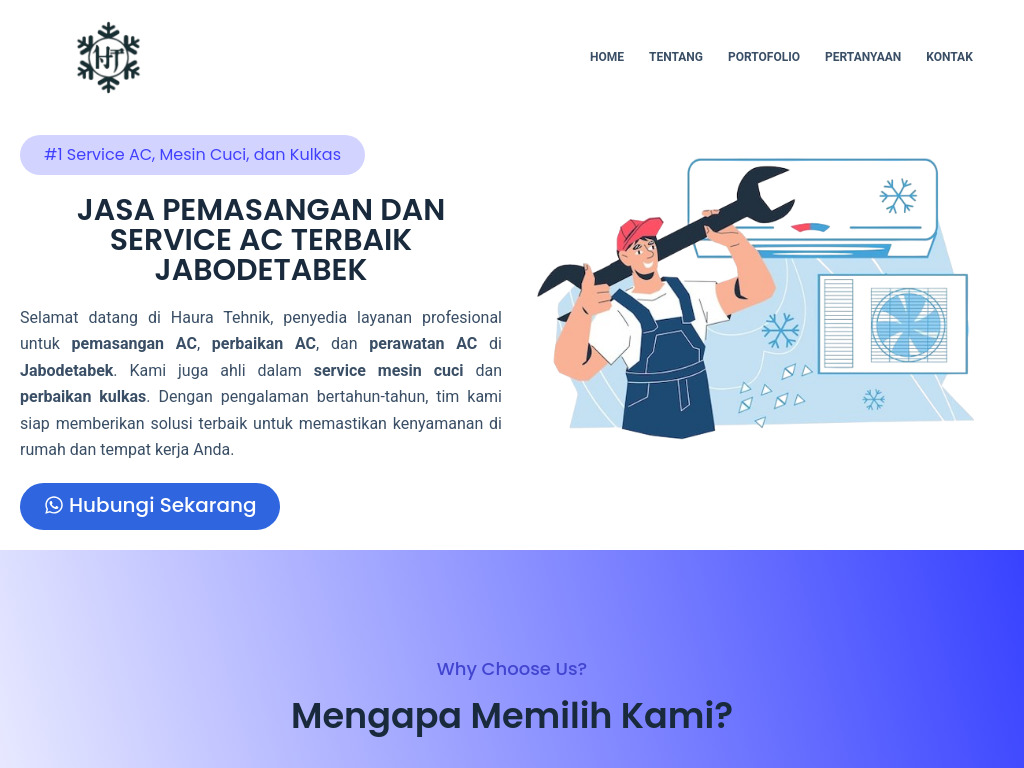 HT
HOME TENTANG PORTOFOLIO PERTANYAAN KONTAK
#1 Service AC, Mesin Cuci, dan Kulkas
JASA PEMASANGAN DAN
SERVICE AC TERBAIK
JABODETABEK
Selamat datang di Haura Tehnik, penyedia layanan profesional
untuk pemasangan AC, perbaikan AC, dan perawatan AC di
Jabodetabek. Kami juga ahli dalam service mesin cuci dan
perbaikan kulkas. Dengan pengalaman bertahun-tahun, tim kami
siap memberikan solusi terbaik untuk memastikan kenyamanan di
rumah dan tempat kerja Anda.
Hubungi Sekarang
Why Choose Us?
Mengapa Memilih Kami?